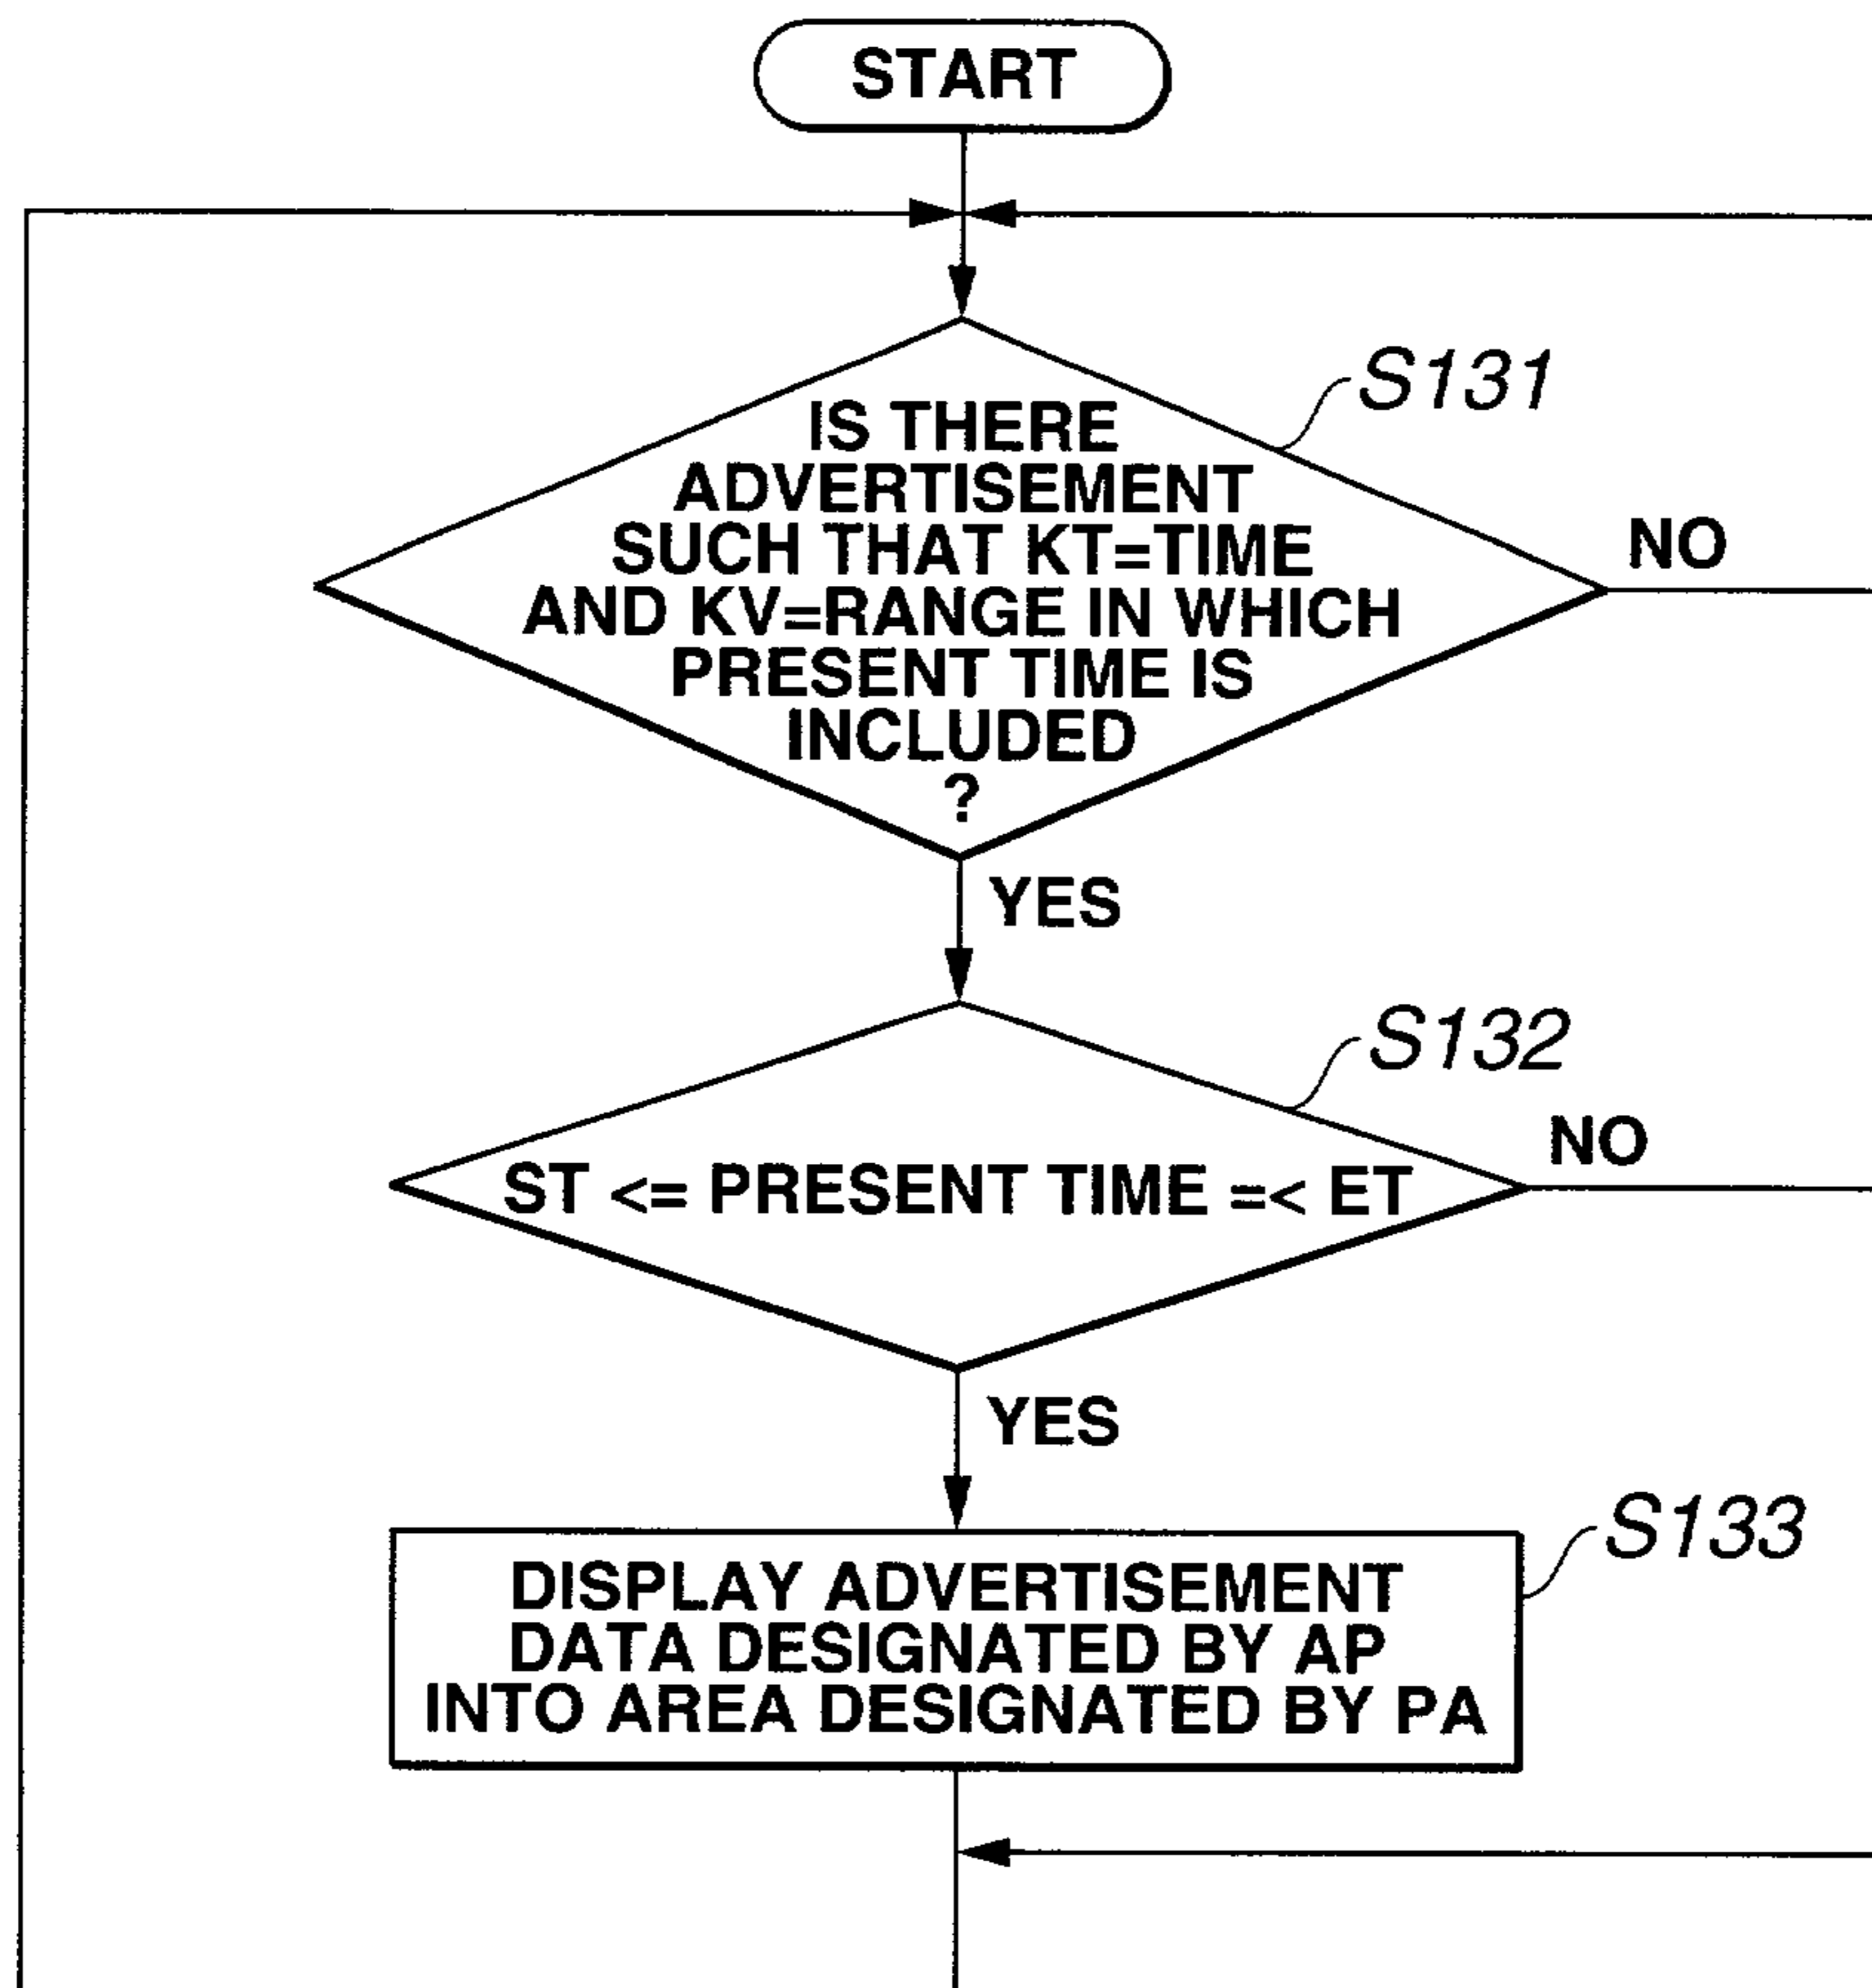 START
S131
IS THERE
ADVERTISEMENT
SUCH THAT KT=TIME
AND KV=RANGE IN WHICH
PRESENT TIME IS
INCLUDED
?
NO
YES
S132
ST <= PRESENT TIME =< ET
NO
YES
S133
DISPLAY ADVERTISEMENT
DATA DESIGNATED BY AP
INTO AREA DESIGNATED BY PA